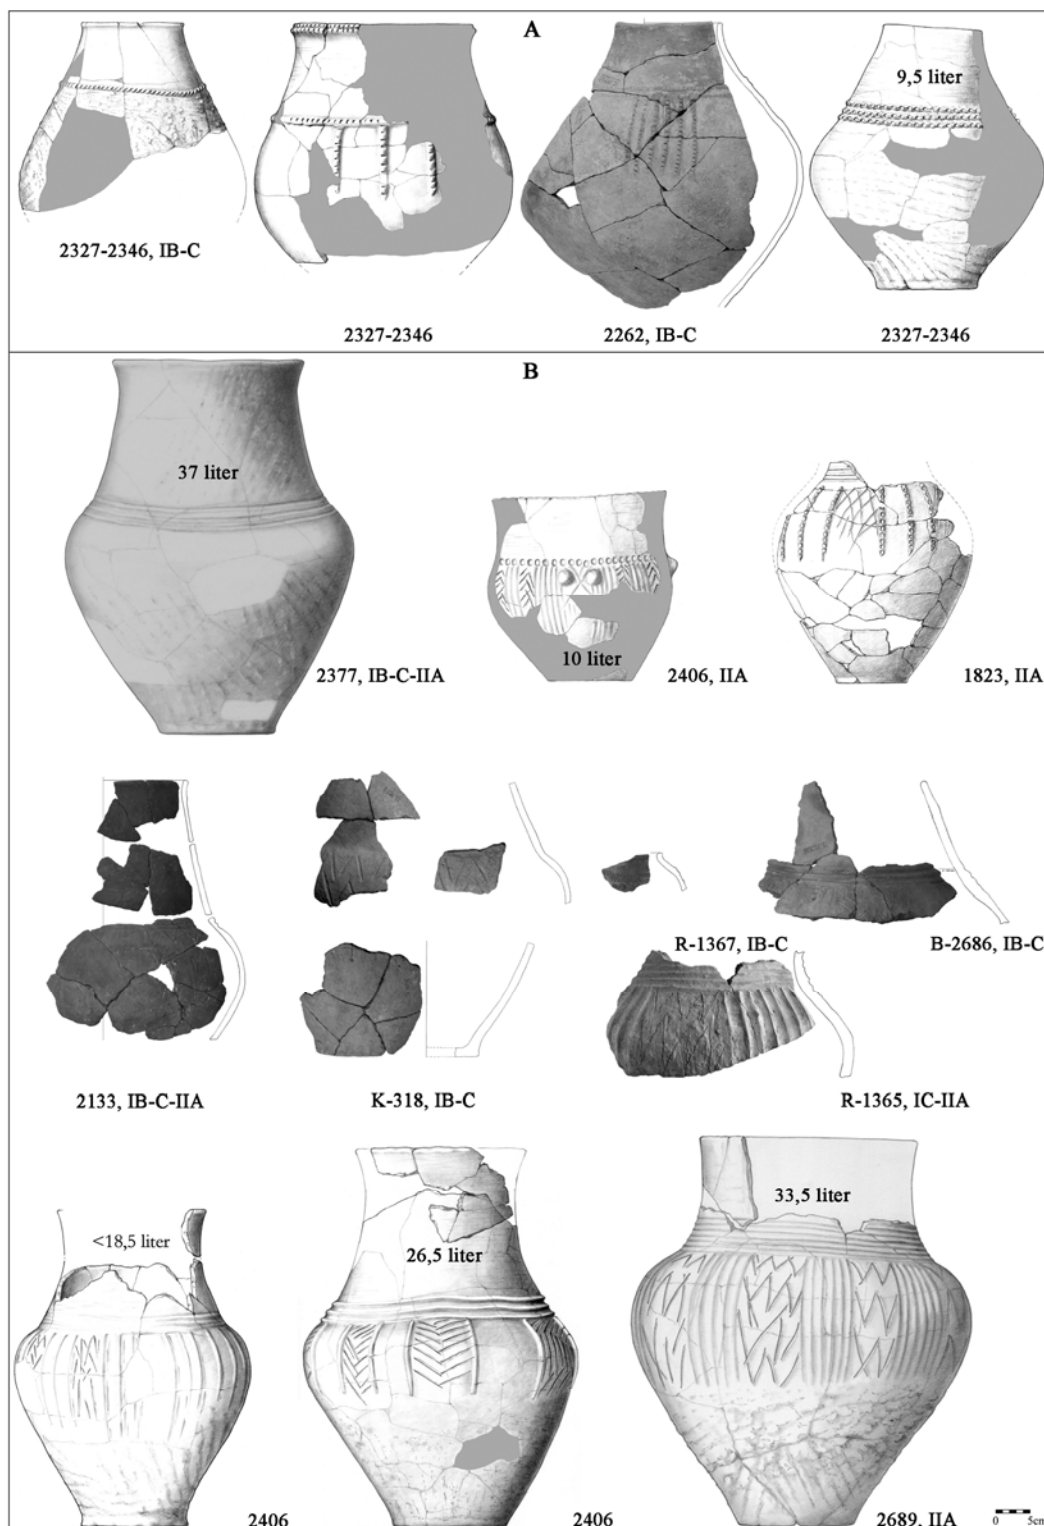 A
9,5 liter
2327-2346, IB-C
2327-2346
2262, IB-C
2327-2346
B
37 liter
10 liter
2377, IB-C-IIA
2406, IIA
1823, IIA
R-1367, IB-C
B-2686, IB-C
2133, IB-C-IIA
K-318, IB-C
R-1365, IC-IIA
<18,5 liter
26,5 liter
33,5 liter
2406
2406
2689, IIA
0 5cm